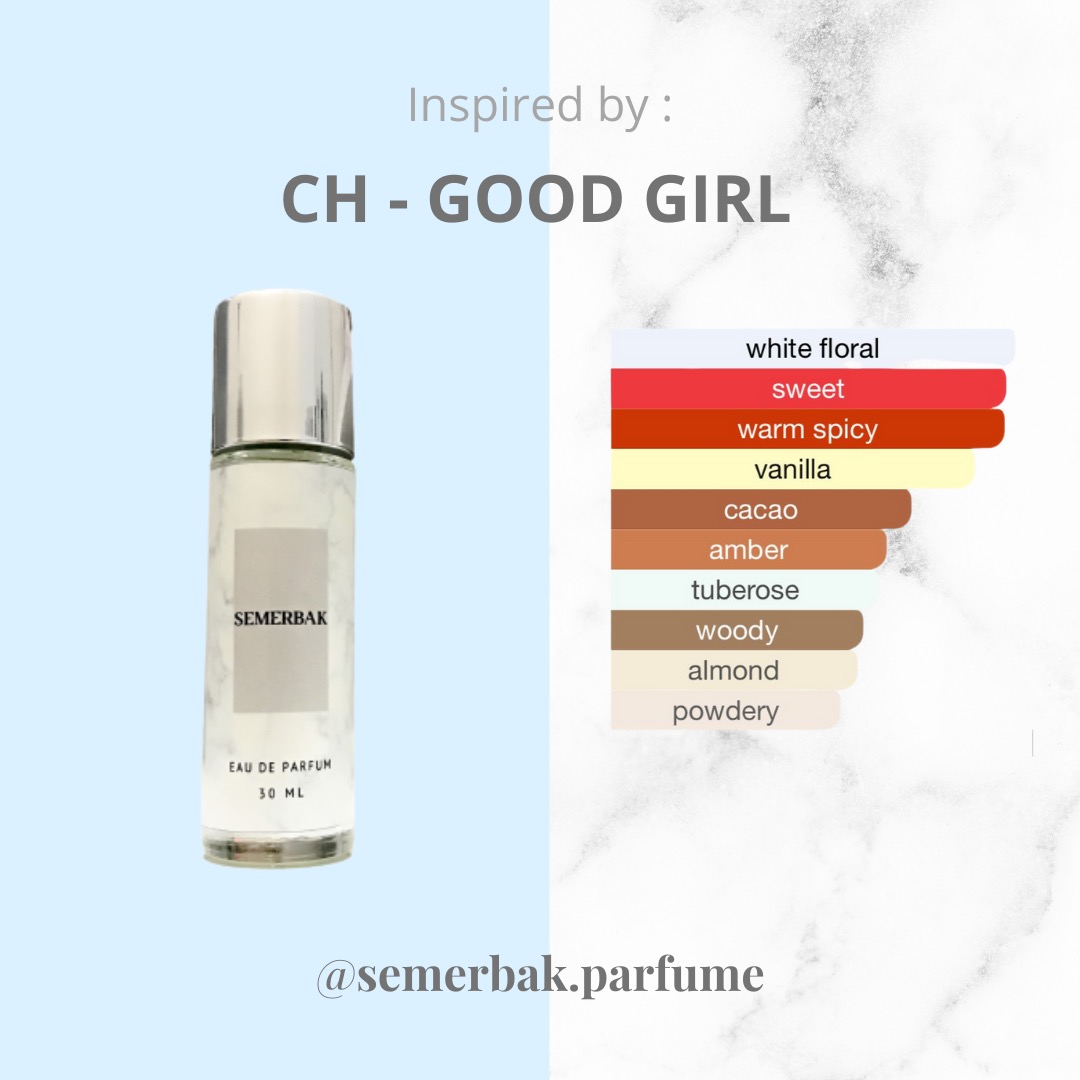 Inspired by :
CH - GOOD GIRL
SEMERBAK
EAU DE PARFUM
30 ML
white floral
sweet
warm spicy
vanilla
cacao
amber
tuberose
woody
almond
powdery
@semerbak.parfume